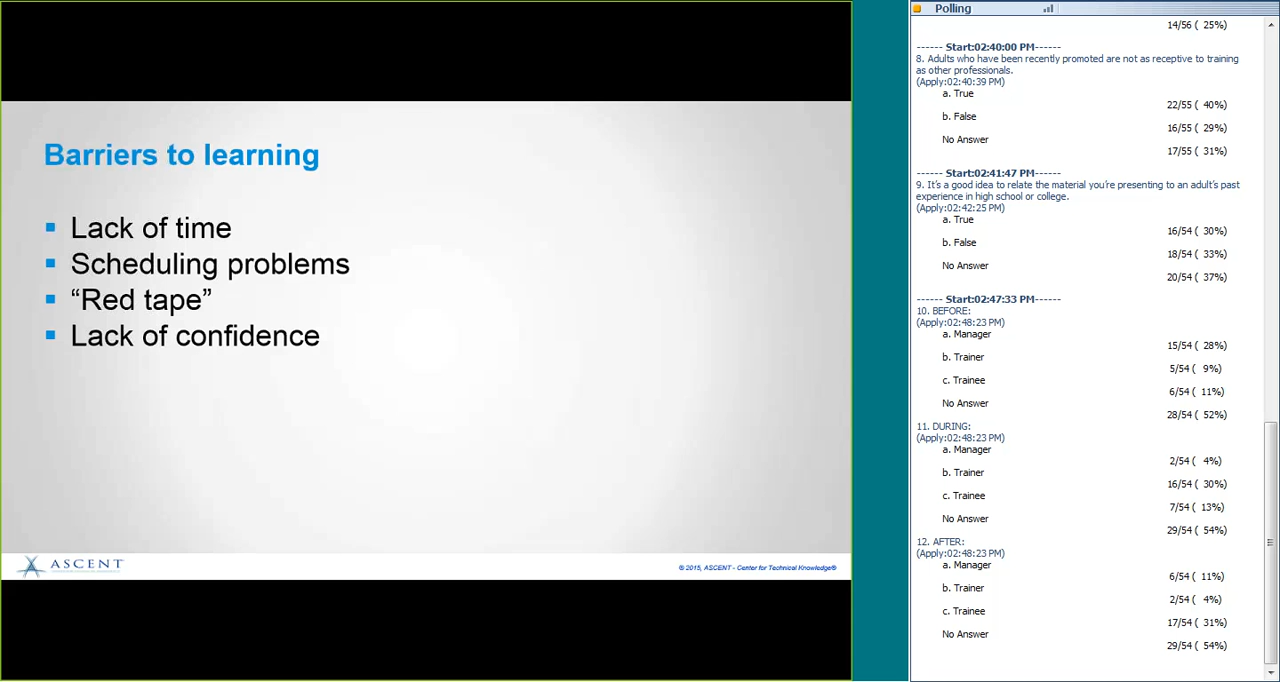 Barriers to learning
Lack of time
Scheduling problems
“Red tape”
Lack of confidence
ASCENT
© 2015, ASCENT - Center for Technical Knowledge®
Polling
14/56 ( 25%)
------ Start:02:40:00 PM------
8. Adults who have been recently promoted are not as receptive to training
as other professionals.
(Apply:02:40:39 PM)
a. True
22/55 ( 40%)
b. False
16/55 ( 29%)
No Answer
17/55 ( 31%)
------ Start:02:41:47 PM------
9. It's a good idea to relate the material you're presenting to an adult's past
experience in high school or college.
(Apply:02:42:25 PM)
a. True
16/54 ( 30%)
b. False
18/54 ( 33%)
No Answer
20/54 ( 37%)
------ Start:02:47:33 PM------
10. BEFORE:
(Apply:02:48:23 PM)
a. Manager
15/54 ( 28%)
b. Trainer
5/54 ( 9%)
c. Trainee
6/54 ( 11%)
No Answer
28/54 ( 52%)
11. DURING:
(Apply:02:48:23 PM)
a. Manager
2/54 ( 4%)
b. Trainer
16/54 ( 30%)
c. Trainee
7/54 ( 13%)
No Answer
29/54 ( 54%)
12. AFTER:
(Apply:02:48:23 PM)
a. Manager
6/54 ( 11%)
b. Trainer
2/54 ( 4%)
c. Trainee
17/54 ( 31%)
No Answer
29/54 ( 54%)